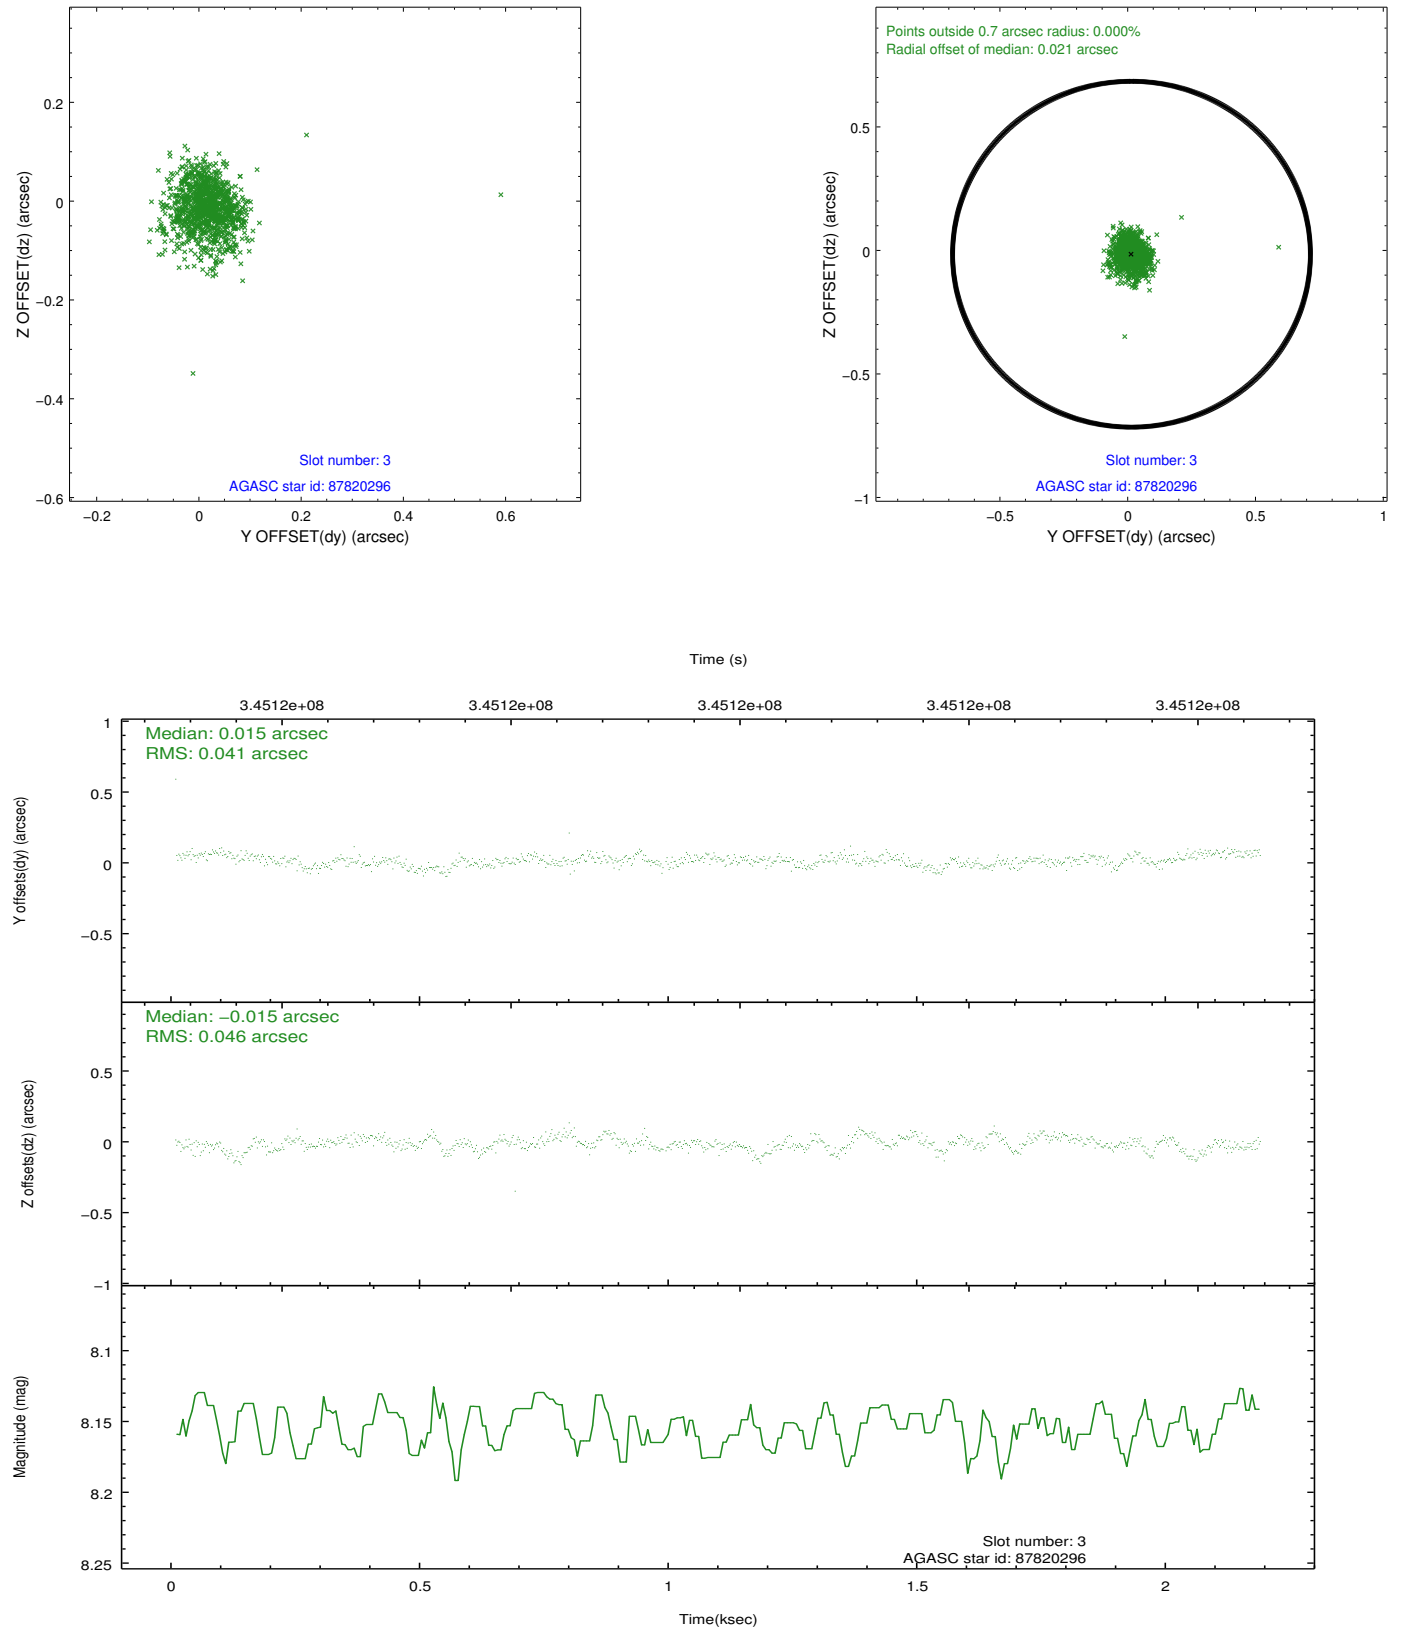 0.2
0
−0.2
−0.4
−0.6
Z OFFSET(dz) (arcsec)
Slot number: 3
AGASC star id: 87820296
−0.2
0
0.2
0.4
0.6
Y OFFSET(dy) (arcsec)
Points outside 0.7 arcsec radius: 0.000%
Radial offset of median: 0.021 arcsec
0.5
0
−0.5
−1
Z OFFSET(dz) (arcsec)
Slot number: 3
AGASC star id: 87820296
−0.5
0
0.5
1
Y OFFSET(dy) (arcsec)
Time (s)
3.4512e+08
3.4512e+08
3.4512e+08
3.4512e+08
3.4512e+08
Median: 0.015 arcsec
RMS: 0.041 arcsec
1
0.5
0
−0.5
Y offsets(dy) (arcsec)
Median: −0.015 arcsec
RMS: 0.046 arcsec
0.5
0
−0.5
−1
Z offsets(dz) (arcsec)
8.1
8.15
8.2
8.25
Magnitude (mag)
Slot number: 3
AGASC star id: 87820296
0
0.5
1
1.5
2
Time(ksec)